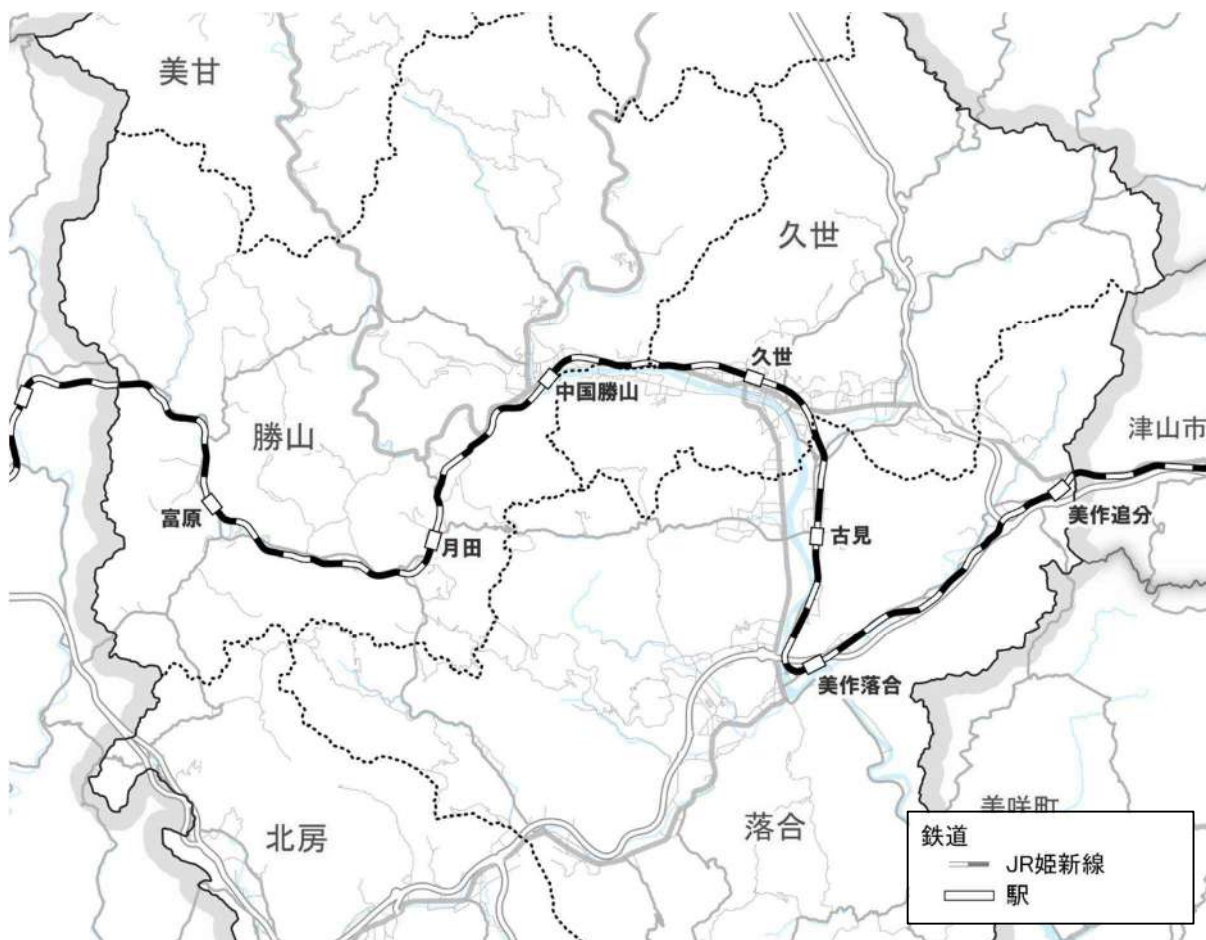 美甘
久世
久世
中国勝山
勝山
津山市
富原
月田
古見
美作追分
美作落合
北房
落合
美咲町
鉄道
JR姫新線
駅